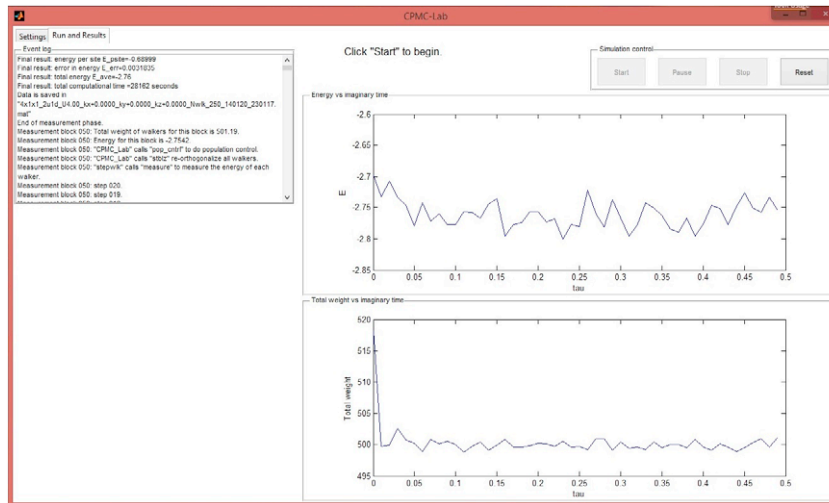 CPMC-Lab
Settings
Run and Results
Event log
Final result: energy per site E_psite=-0.68999
Final result: error in energy E_err=0.0031035
Final result: total energy E_ave=-2.76
Final result: total computational time =28162 seconds
Data is saved in
"4x1x1_2u1d_U4.00_kx=0.0000_ky=0.0000_kz=0.0000_Nwlk_250_140120_230117.
mat"
End of measurement phase.
Measurement block 050: Total weight of walkers for this block is 501.19.
Measurement block 050: Energy for this block is -2.7542.
Measurement block 050: "CPMC_Lab" calls "pop_cntrl" to do population control.
Measurement block 050: "CPMC_Lab" calls "stblz" re-orthogonalize all walkers.
Measurement block 050: "stepwlk" calls "measure" to measure the energy of each
walker.
Measurement block 050: step 020.
Measurement block 050: step 019.
Click "Start" to begin.
Simulation control
Start
Pause
Stop
Reset
Energy vs imaginary time
-2.6
-2.65
-2.7
-2.75
-2.8
-2.85
E
0 0.05 0.1 0.15 0.2 0.25 0.3 0.35 0.4 0.45 0.5
tau
Total weight vs imaginary time
520
515
510
505
500
495
Total weight
0 0.05 0.1 0.15 0.2 0.25 0.3 0.35 0.4 0.45 0.5
tau